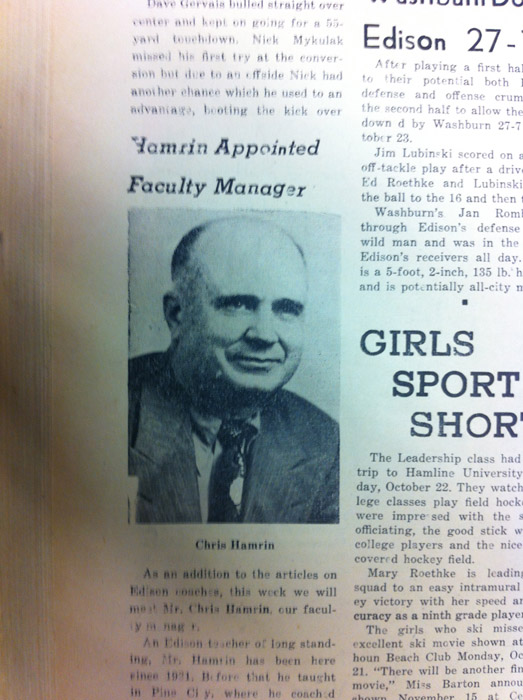 Dave Gervais bulled straight over
center and kept on going for a 55-
yard touchdown. Nick Mykulak
missed his first try at the conver-
sion but due to an offside Nick had
another chance which he used to an
advantage, booting the kick over
Hamrin Appointed
Faculty Manager
Chris Hamrin
As an addition to the articles on
Edison coaches, this week we will
meet Mr. Chris Hamrin, our facul-
ty manager.
An Edison teacher of long stand-
ing, Mr. Hamrin has been here
since 1921. Before that he taught
in Pine City, where he coached
Edison 27-
After playing a first hal
to their potential both
defense and offense crum
the second half to allow the
down d by Washburn 27-7
tober 23.
Jim Lubinski scored on a
off-tackle play after a drive
Ed Roethke and Lubinski
the ball to the 16 and then
Washburn's Jan Rom
through Edison's defense
wild man and was in the
Edison's receivers all day.
is a 5-foot, 2-inch, 135 lb. h
and is potentially all-city
GIRLS
SPORT
SHOR
The Leadership class had
trip to Hamline University
day, October 22. They watch
lege classes play field hock
were impre sed with the s
officiating, the good stick w
college players and the nice
covered hockey field.
Mary Roethke is leading
squad to an easy intramural
ey victory with her speed an
curacy as a ninth grade player
The girls who ski misse
excellent ski movie shown at
houn Beach Club Monday, Oc
21. "There will be another fin
movie," Miss Barton annou
shown November 15 at